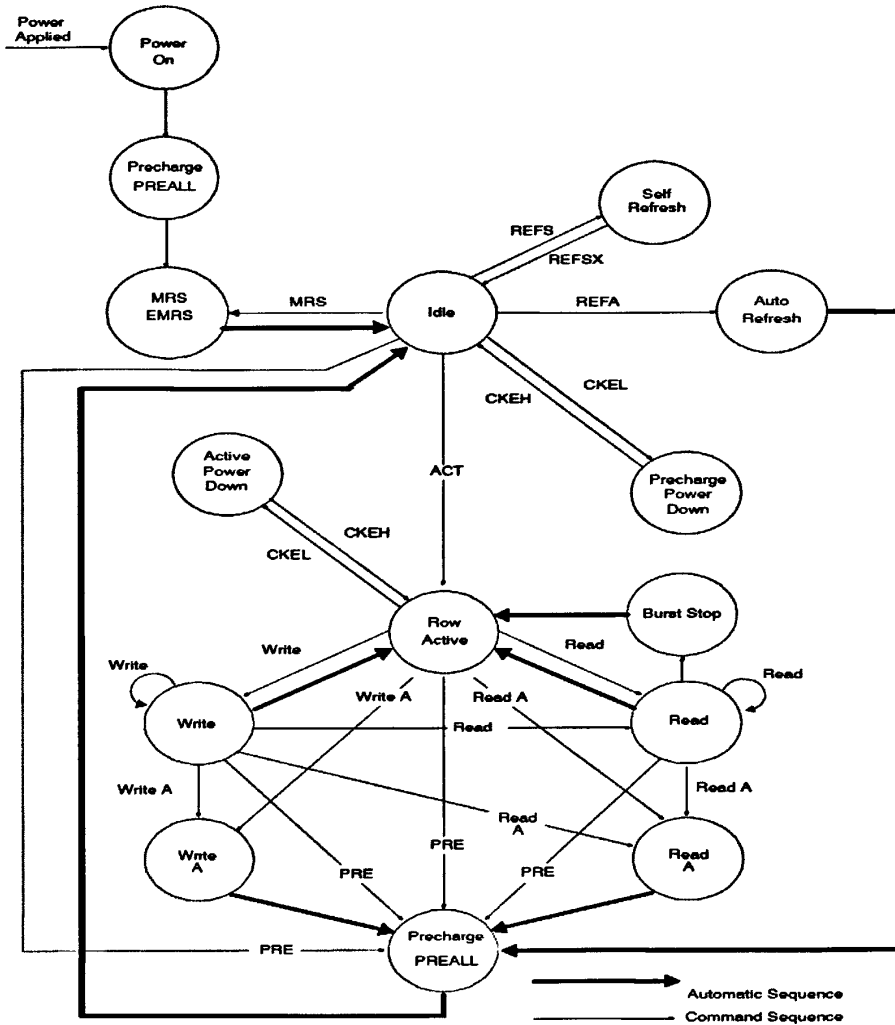 Power
Applied
Power
On
Precharge
PREALL
Self
Refresh
REFS
REFSX
MRS
EMRS
MRS
Idle
REFA
Auto
Refresh
CKEL
CKEH
Active
Power
Down
ACT
Precharge
Power
Down
CKEH
CKEL
Burst Stop
Row
Active
Write
Read
Write
Write A
Read A
Read
Write
Read
Read
Write A
Read A
Read
A
Write
A
PRE
PRE
PRE
Read
A
Precharge
PREALL
PRE
Automatic Sequence
Command Sequence